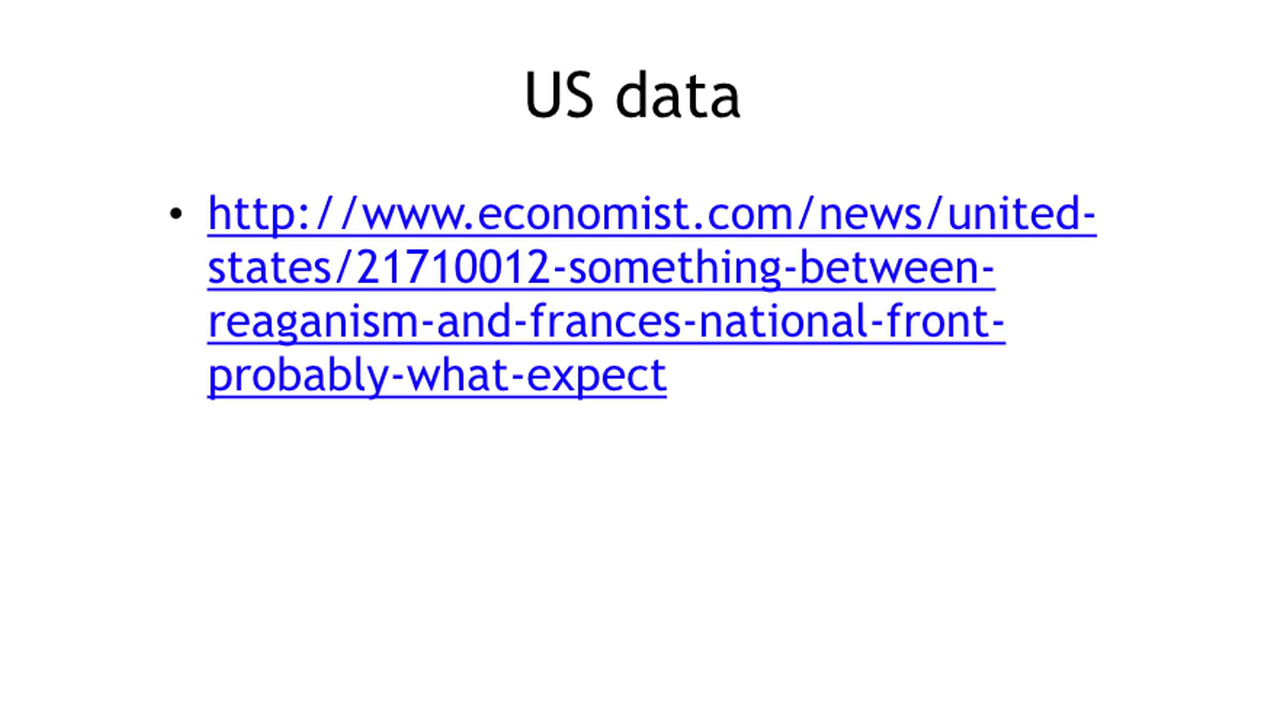 US data
• http://www.economist.com/news/united-
states/21710012-something-between-
reaganism-and-frances-national-front-
probably-what-expect